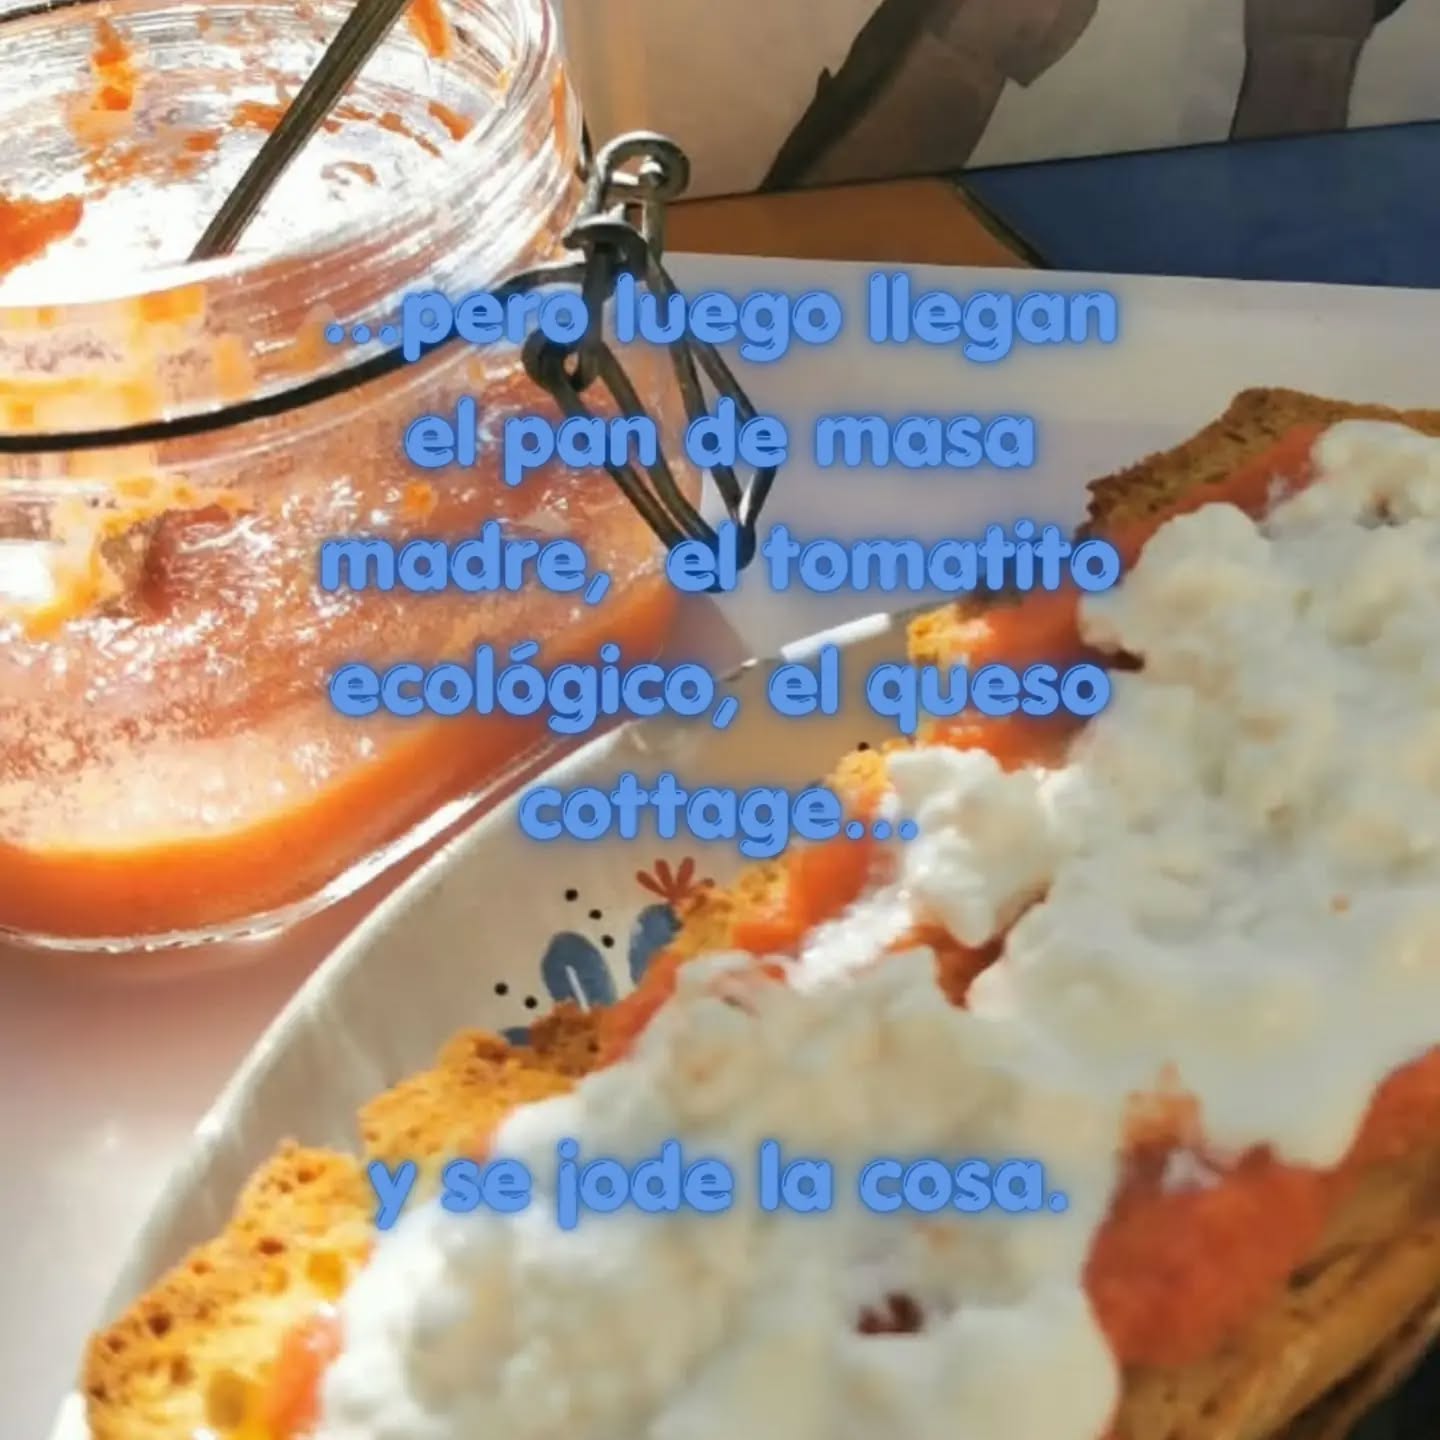 ...pero luego llegan
el pan de masa
madre, el tomatito
ecológico, el queso
cottage...
y se jode la cosa.